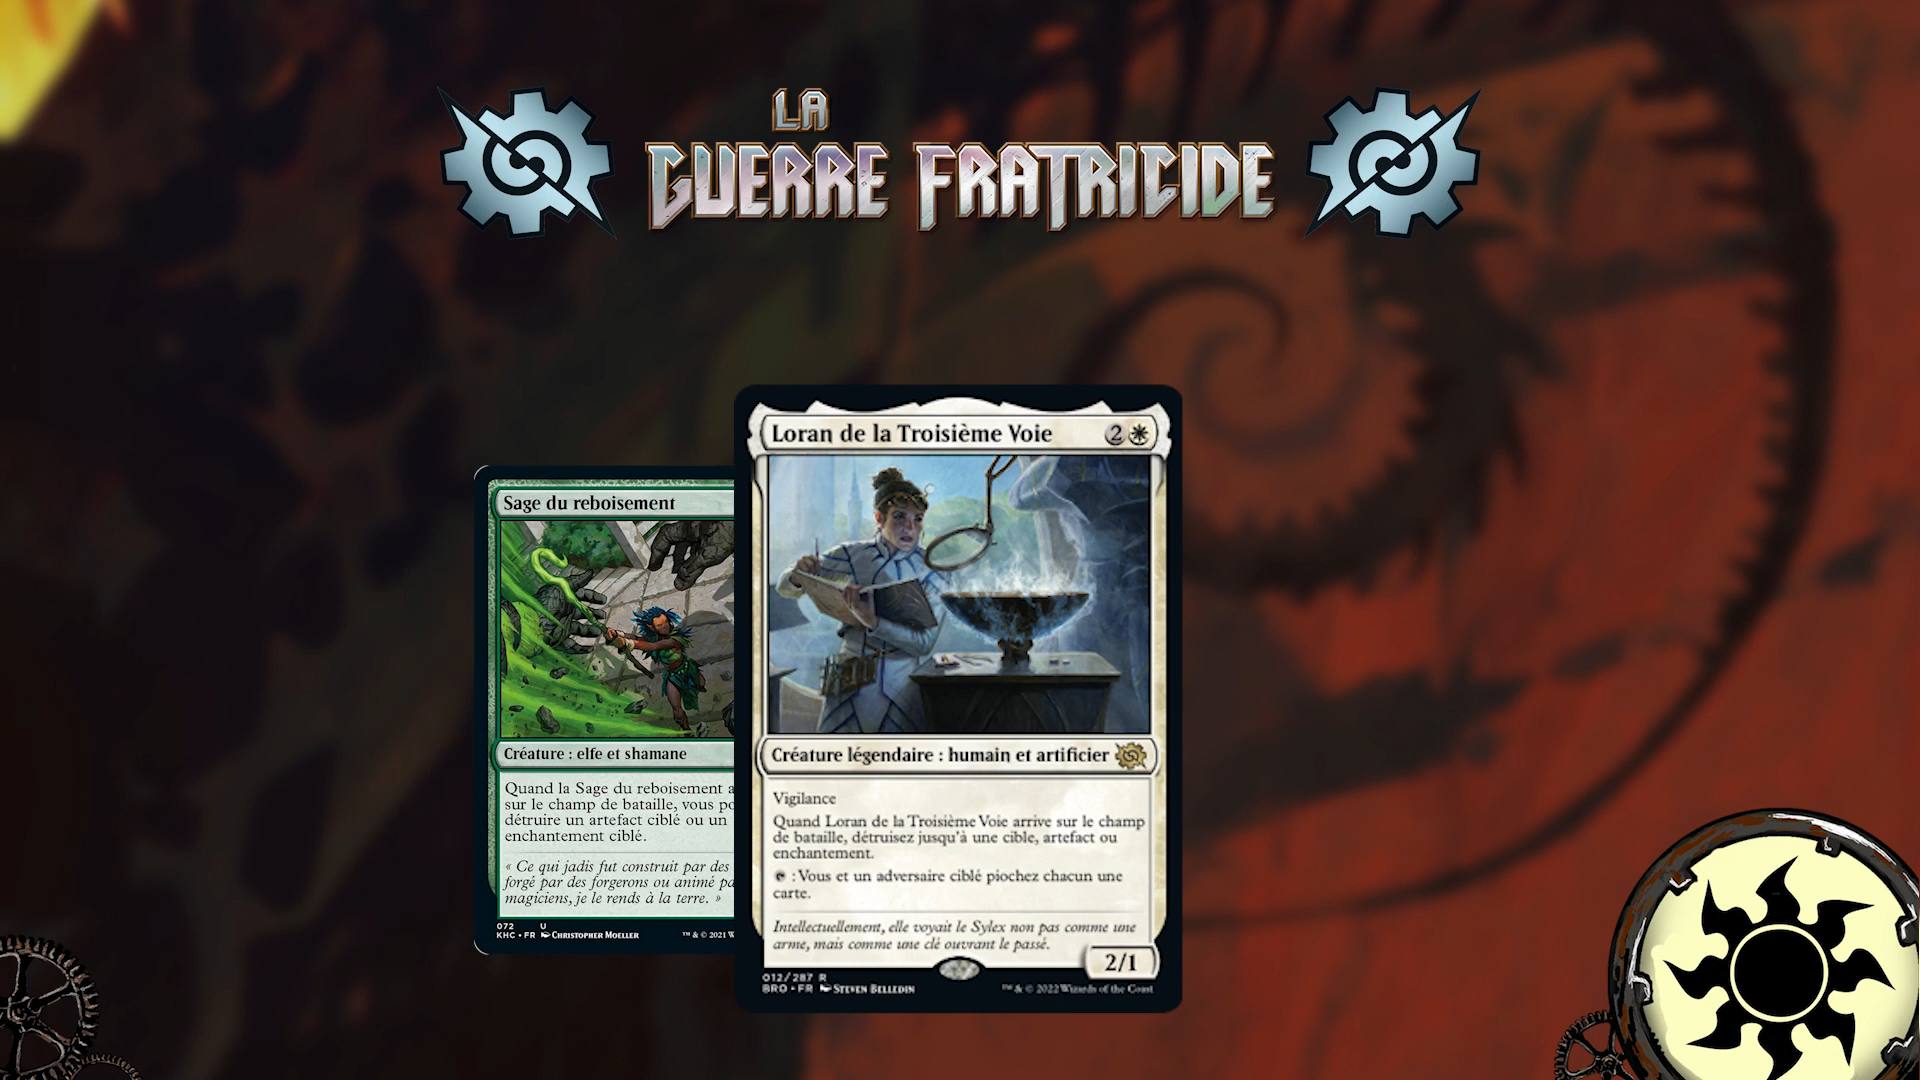 LA
GUERRE FRATRICIDE
Sage du reboisement
Créature : elfe et shamane
Quand la Sage du reboisement a
sur le champ de bataille, vous po
détruire un artefact ciblé ou un
enchantement ciblé.
« Ce qui jadis fut construit par des
forgé par des forgerons ou animé pa
magiciens, je le rends à la terre. »
072 U
KHC • FR Christopher Moeller ™ & © 2021 W
Loran de la Troisième Voie 2
Créature légendaire : humain et artificier
Vigilance
Quand Loran de la Troisième Voie arrive sur le champ
de bataille, détruisez jusqu'à une cible, artefact ou
enchantement.
: Vous et un adversaire ciblé piochez chacun une
carte.
Intellectuellement, elle voyait le Sylex non pas comme une
arme, mais comme une clé ouvrant le passé.
2/1
012/287 R
BRO • FR Steven Belledin ™ & © 2022 Wizards of the Coast